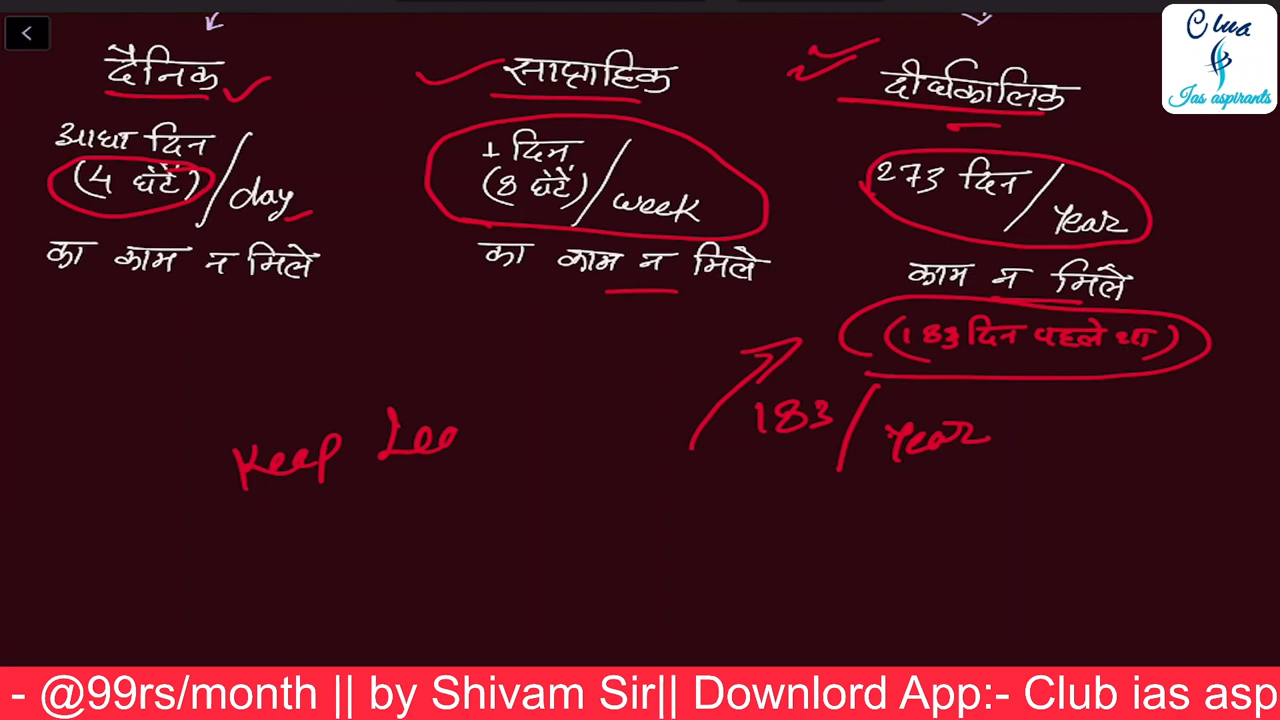 Clua
Ias aspirants
दैनिक
आधा दिन
(4 घंटें) / day
का काम न मिले
साप्ताहिक
1 दिन
(8 घंटें) / week
का काम न मिले
दीर्घकालिक
273 दिन / Year
काम न मिले
(183 दिन पहले था)
183 / Year
Keep
- @99rs/month || by Shivam Sir|| Downlord App:- Club ias asp